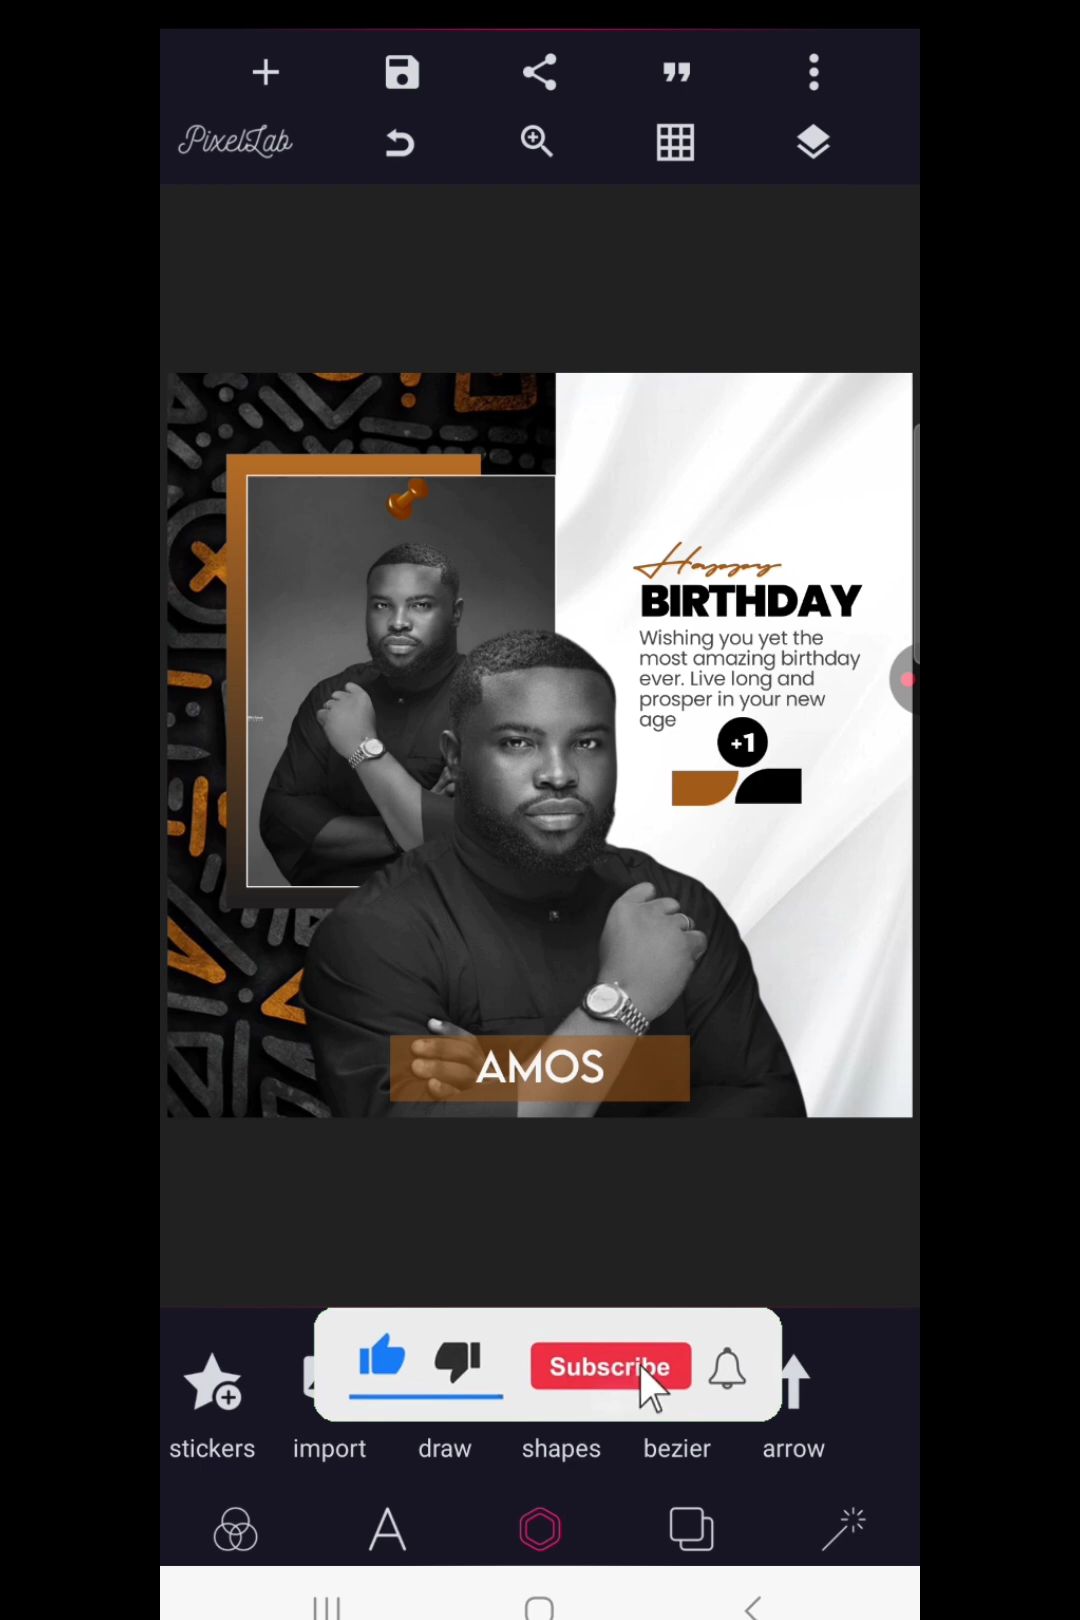 PixelLab
Happy
BIRTHDAY
Wishing you yet the
most amazing birthday
ever. Live long and
prosper in your new
age
+1
AMOS
Subscribe
stickers
import
draw
shapes
bezier
arrow